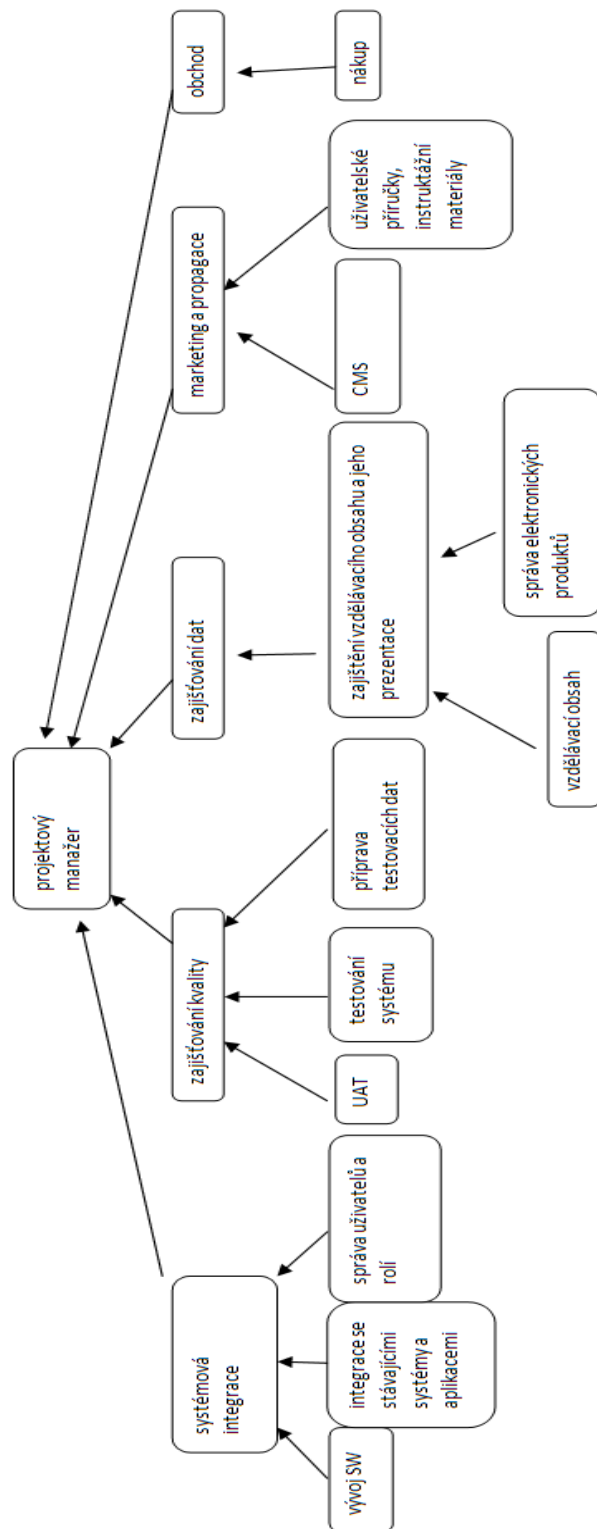 projektový
manažer
systémová
integrace
zajišťování kvality
zajišťování dat
marketing a propagace
obchod
vývoj SW
integrace se
stávajícími
systémy a
aplikacemi
správa uživatelů a
rolí
UAT
testování
systému
příprava
testovacích dat
zajištění vzdělávacího obsahu a jeho
prezentace
CMS
uživatelské
příručky,
instruktážní
materiály
nákup
vzdělávací obsah
správa elektronických
produktů